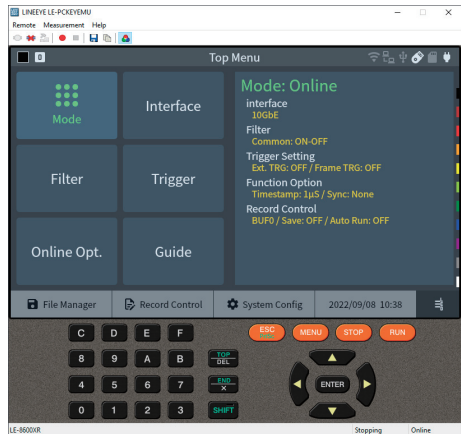 LINEEYE LE-PCKEYEMU
Remote Measurement Help
0 Top Menu
Mode
Interface
Filter
Trigger
Online Opt.
Guide
Mode: Online
interface
10GbE
Filter
Common: ON-OFF
Trigger Setting
Ext. TRG: OFF / Frame TRG: OFF
Function Option
Timestamp: 1μS / Sync: None
Record Control
BUF0 / Save: OFF / Auto Run: OFF
File Manager Record Control System Config 2022/09/08 10:38
C D E F ESC MENU STOP RUN
8 9 A B TOP DEL
4 5 6 7 END X ENTER
0 1 2 3 SHIFT
LE-8600XR Stopping Online